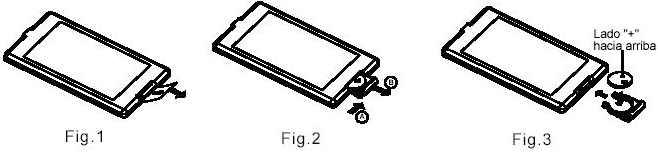 Lado "+"
hacia arriba
B
A
Fig.1
Fig.2
Fig.3